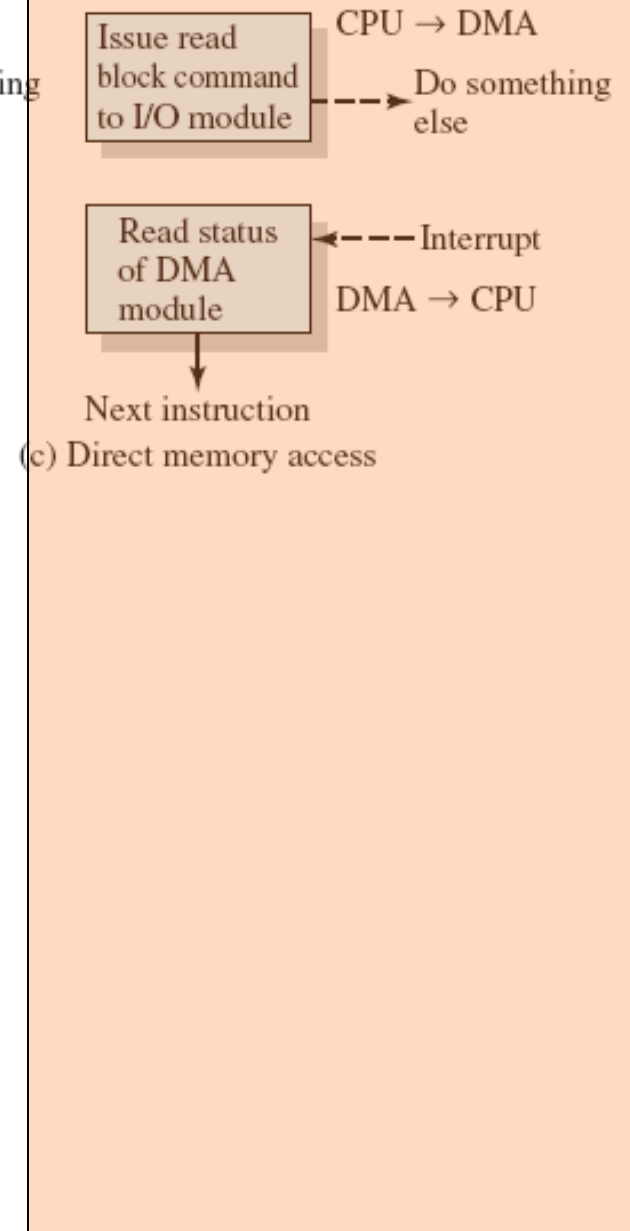 Issue read
block command
to I/O module
CPU → DMA
ing
Do something
else
Read status
of DMA
module
Interrupt
DMA → CPU
Next instruction
(c) Direct memory access